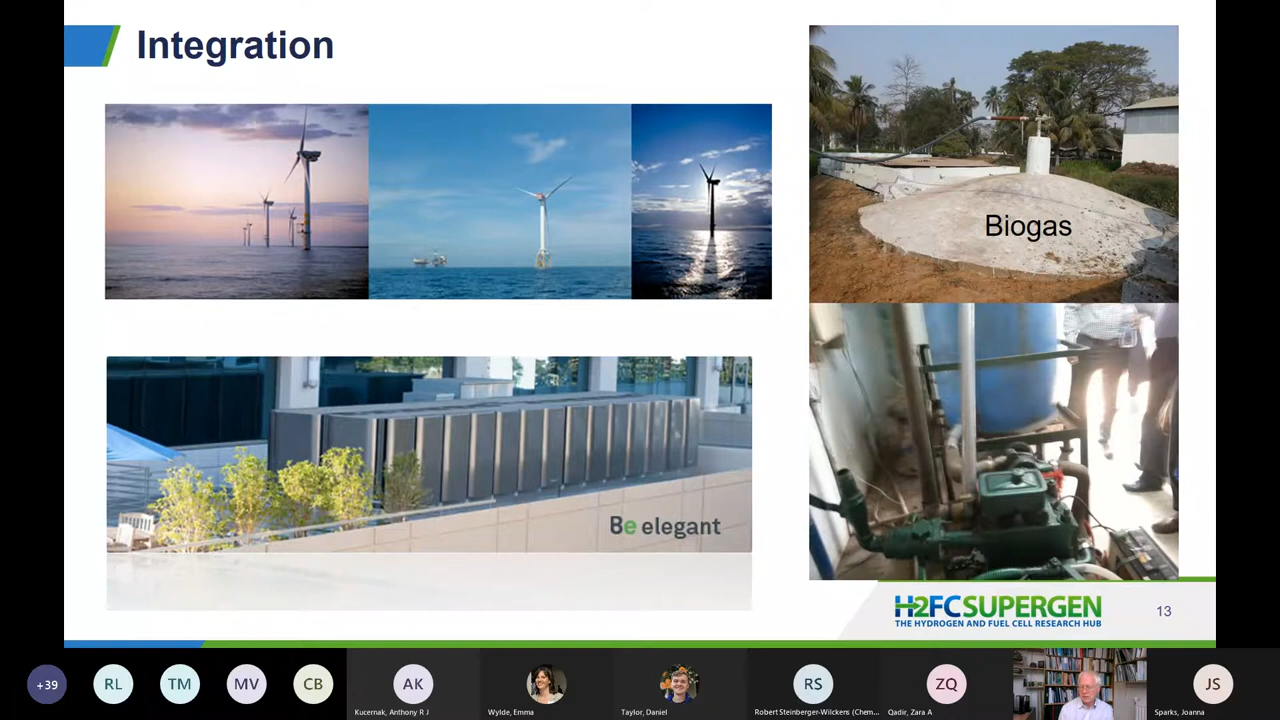 Integration
Biogas
Be elegant
H2FCSUPERGEN
THE HYDROGEN AND FUEL CELL RESEARCH HUB
13
+39
RL
TM
MV
CB
AK
Kucernak, Anthony R J
Wylde, Emma
Taylor, Daniel
RS
Robert Steinberger-Wilckens (Chem...
ZQ
Qadir, Zara A
JS
Sparks, Joanna